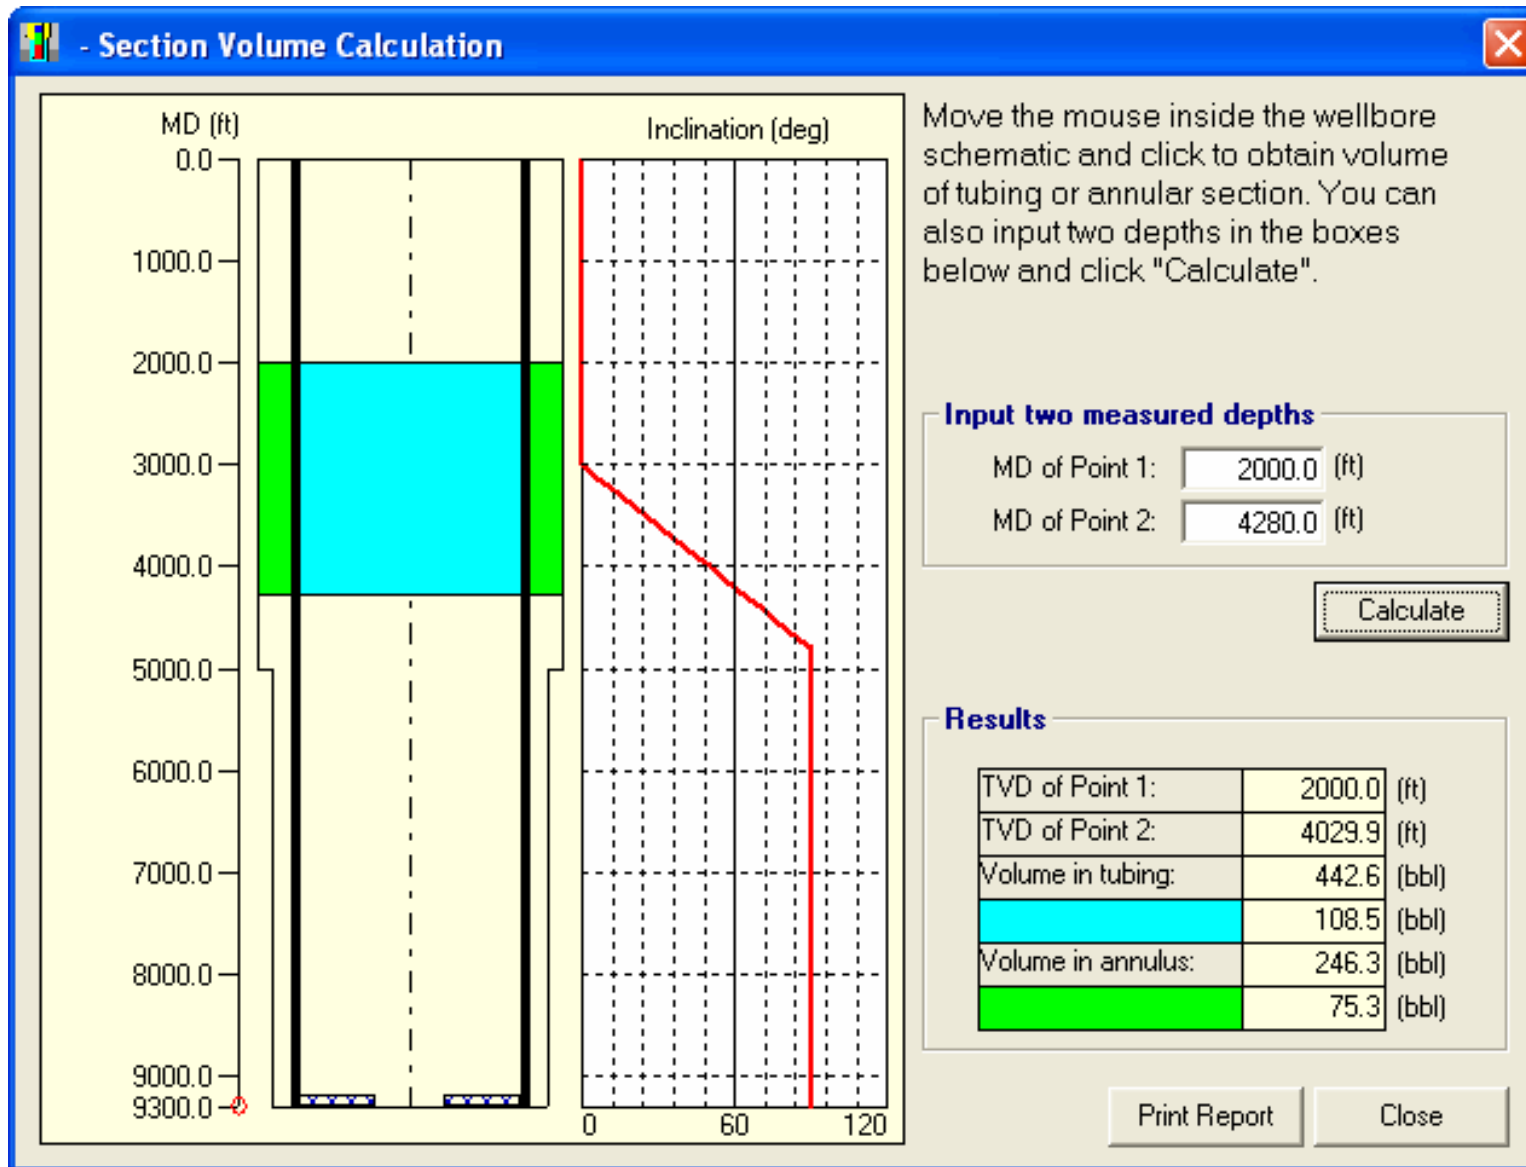 - Section Volume Calculation
MD (ft)
0.0
1000.0
2000.0
3000.0
4000.0
5000.0
6000.0
7000.0
8000.0
9000.0
9300.0
Inclination (deg)
0 60 120
Move the mouse inside the wellbore
schematic and click to obtain volume
of tubing or annular section. You can
also input two depths in the boxes
below and click "Calculate".
Input two measured depths
MD of Point 1: 2000.0 (ft)
MD of Point 2: 4280.0 (ft)
Calculate
Results
TVD of Point 1: 2000.0 (ft)
TVD of Point 2: 4029.9 (ft)
Volume in tubing: 442.6 (bbl)
108.5 (bbl)
Volume in annulus: 246.3 (bbl)
75.3 (bbl)
Print Report Close